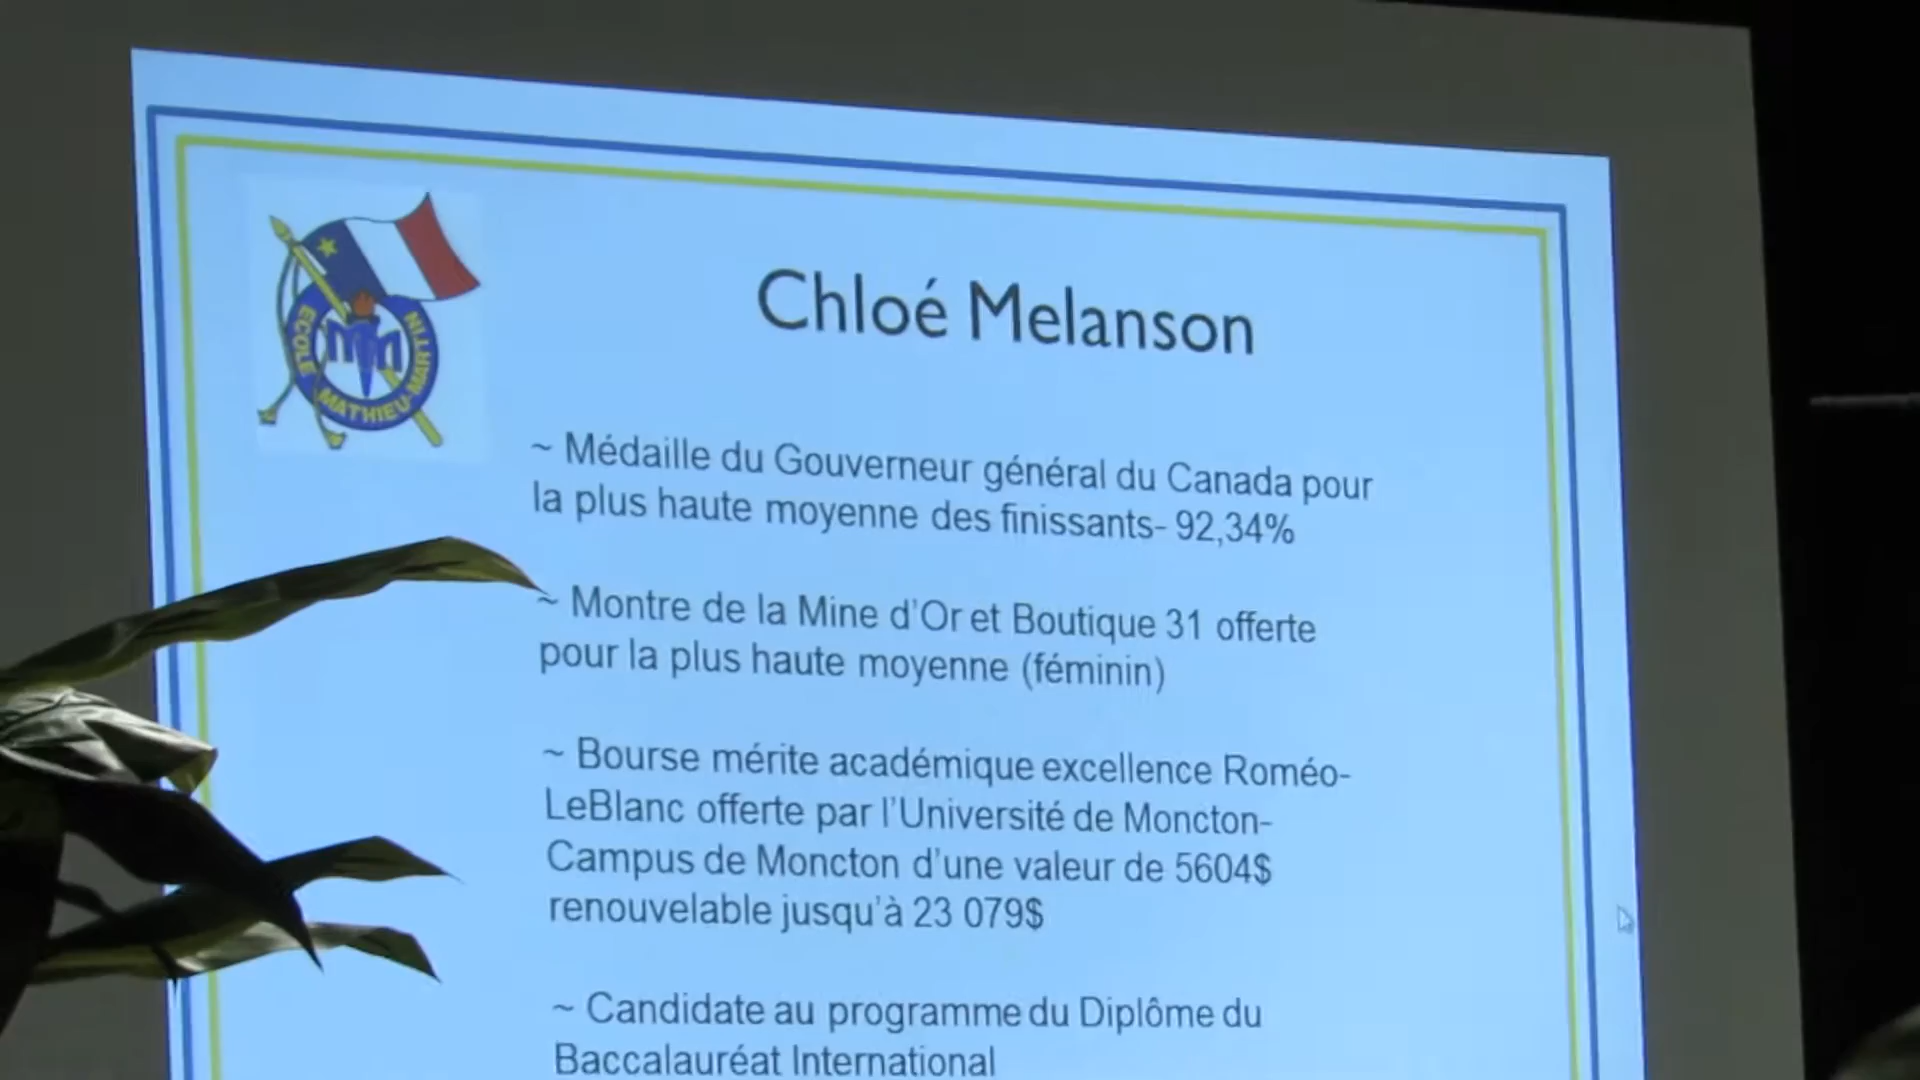 ECOLE MATHIEU-MARTIN
mm
Chloé Melanson
~ Médaille du Gouverneur général du Canada pour
la plus haute moyenne des finissants- 92,34%
~ Montre de la Mine d'Or et Boutique 31 offerte
pour la plus haute moyenne (féminin)
~ Bourse mérite académique excellence Roméo-
LeBlanc offerte par l'Université de Moncton-
Campus de Moncton d'une valeur de 5604$
renouvelable jusqu'à 23 079$
~ Candidate au programme du Diplôme du
Baccalauréat International